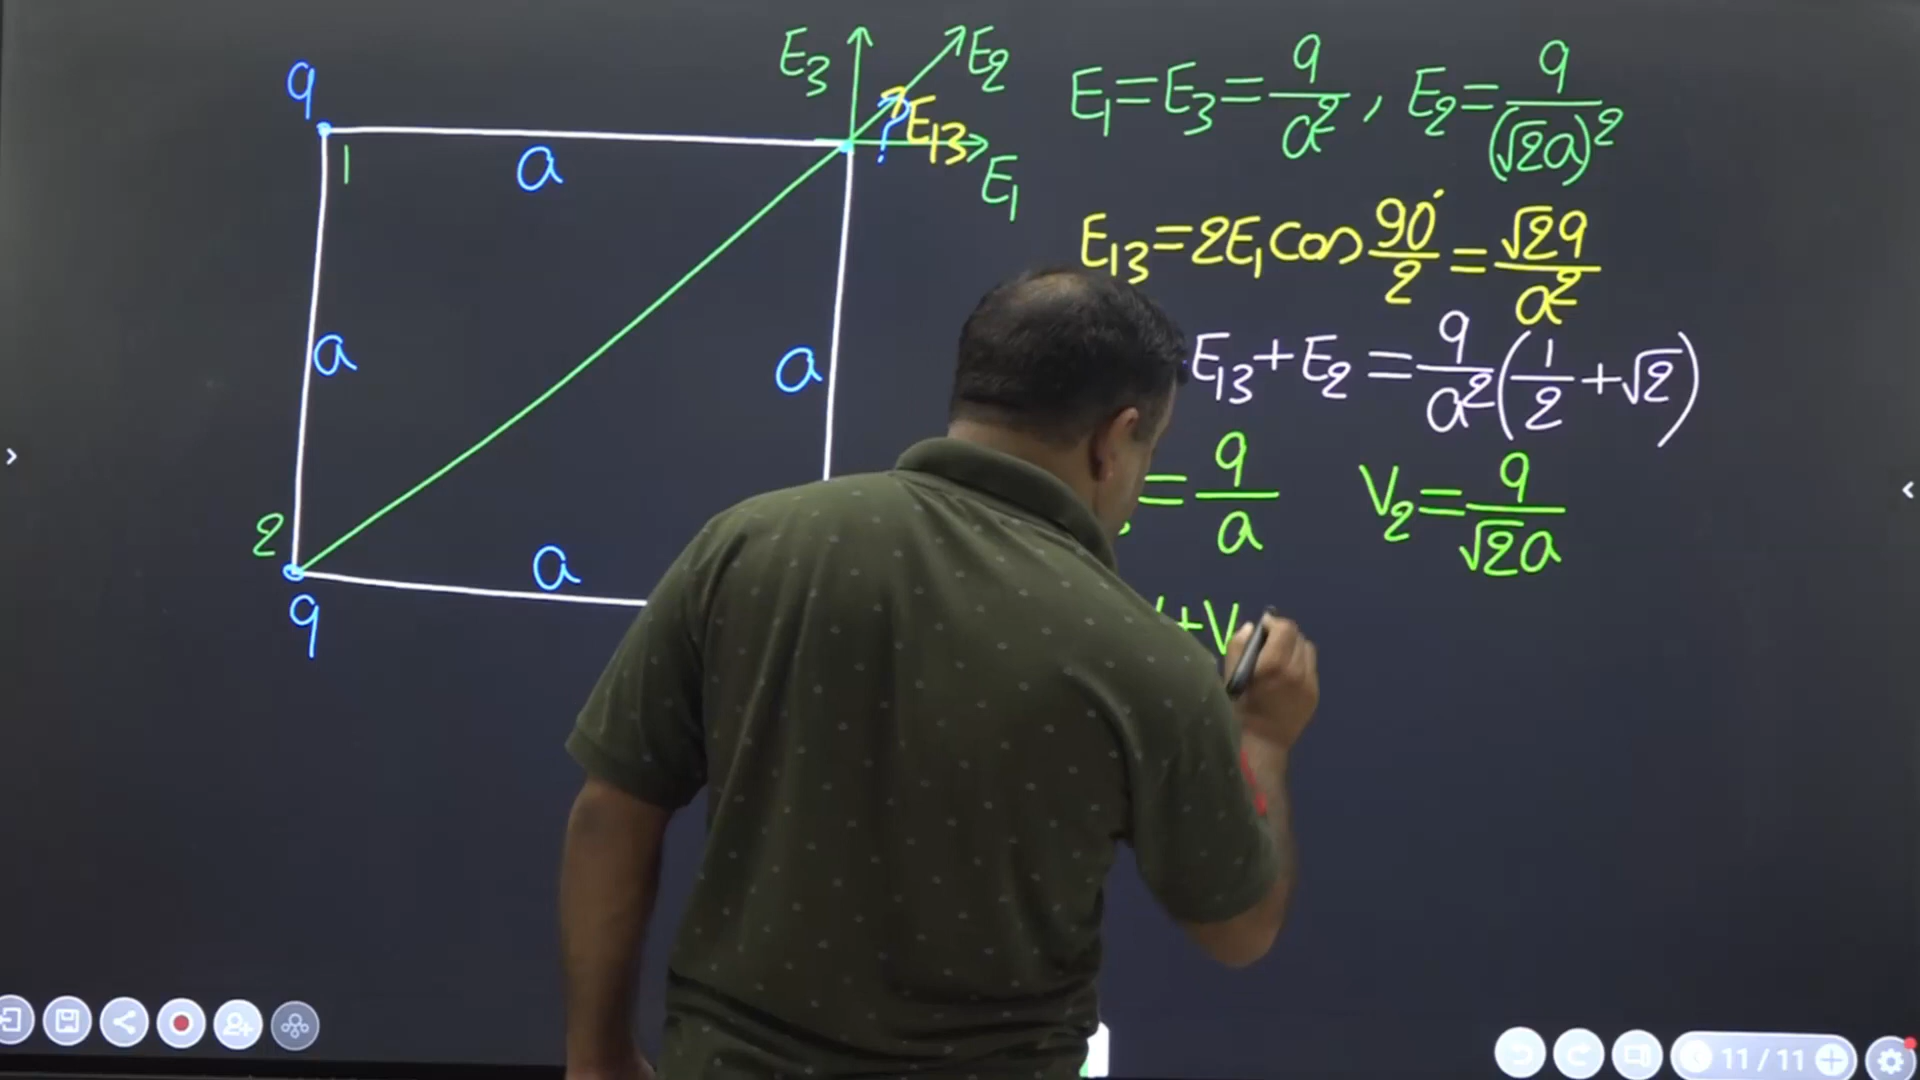 q
1
a
a
a
2
q
a
E₃
E₂
?
E₁₃
E₁
E₁=E₃=q/a², E₂=q/(√2a)²
E₁₃=2E₁cos 90°/2=√2q/a²
E₁₃+E₂=q/a²(1/2+√2)
=q/a V₂=q/√2a
+V
11/11